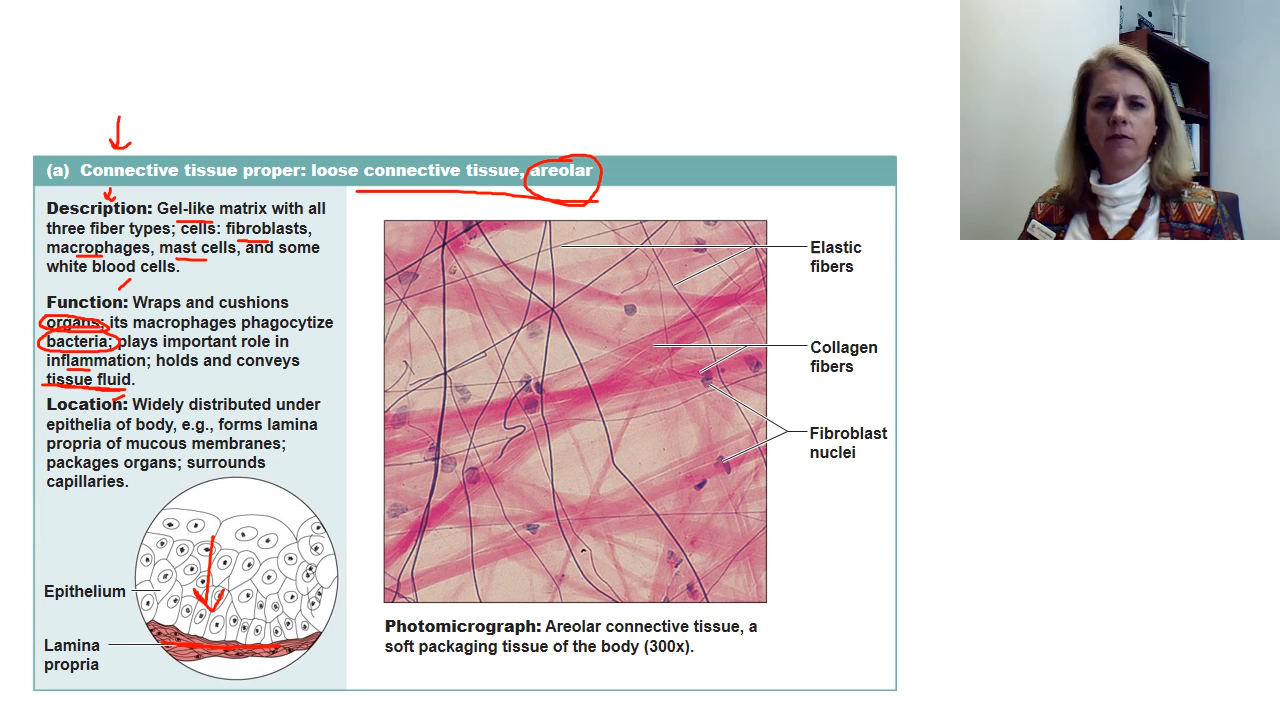 (a) Connective tissue proper: loose connective tissue, areolar
Description: Gel-like matrix with all
three fiber types; cells: fibroblasts,
macrophages, mast cells, and some
white blood cells.
Function: Wraps and cushions
organs; its macrophages phagocytize
bacteria; plays important role in
inflammation; holds and conveys
tissue fluid.
Location: Widely distributed under
epithelia of body, e.g., forms lamina
propria of mucous membranes;
packages organs; surrounds
capillaries.
Epithelium
Lamina
propria
Elastic
fibers
Collagen
fibers
Fibroblast
nuclei
Photomicrograph: Areolar connective tissue, a
soft packaging tissue of the body (300x).